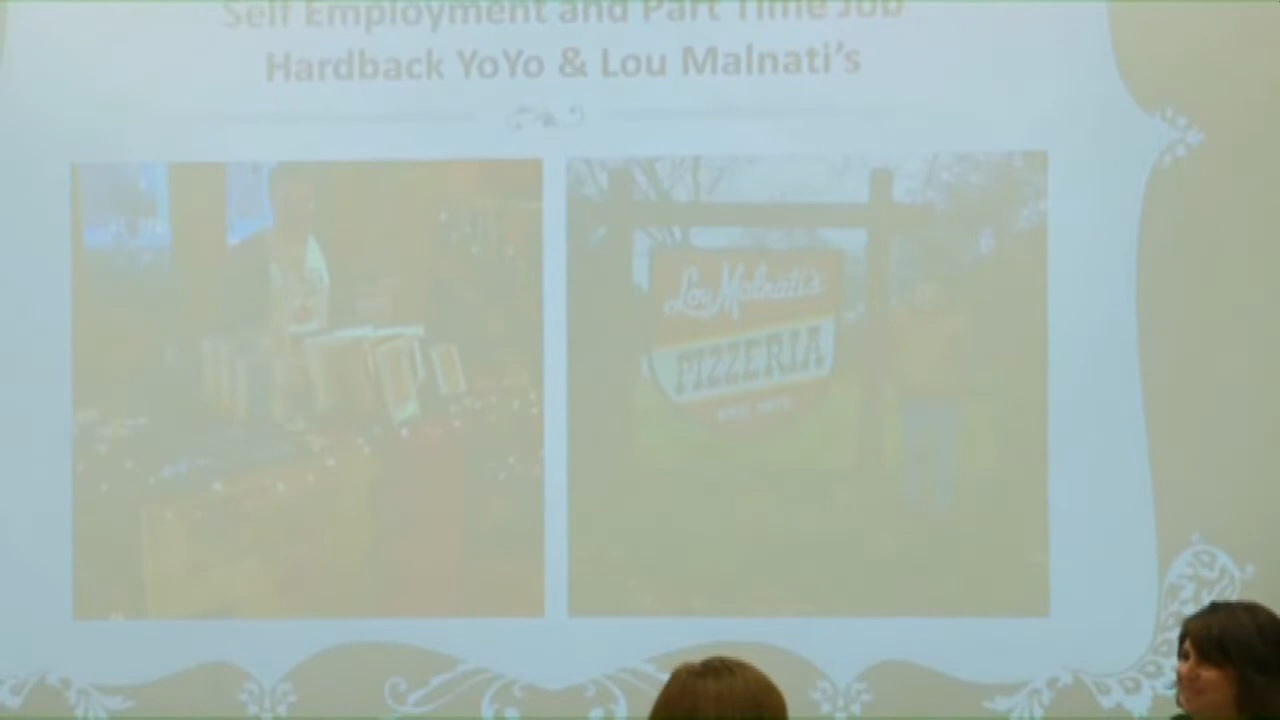 Self Employment and Part Time Job
Hardback YoYo & Lou Malnati's
Lou Malnati's
PIZZERIA